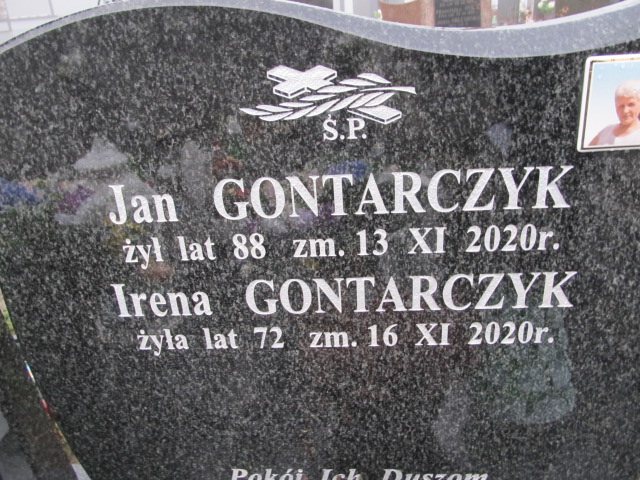 Ś.P.
Jan GONTARCZYK
żył lat 88 zm. 13 XI 2020r.
Irena GONTARCZYK
żyła lat 72 zm. 16 XI 2020r.
Pokój Ich Duszom